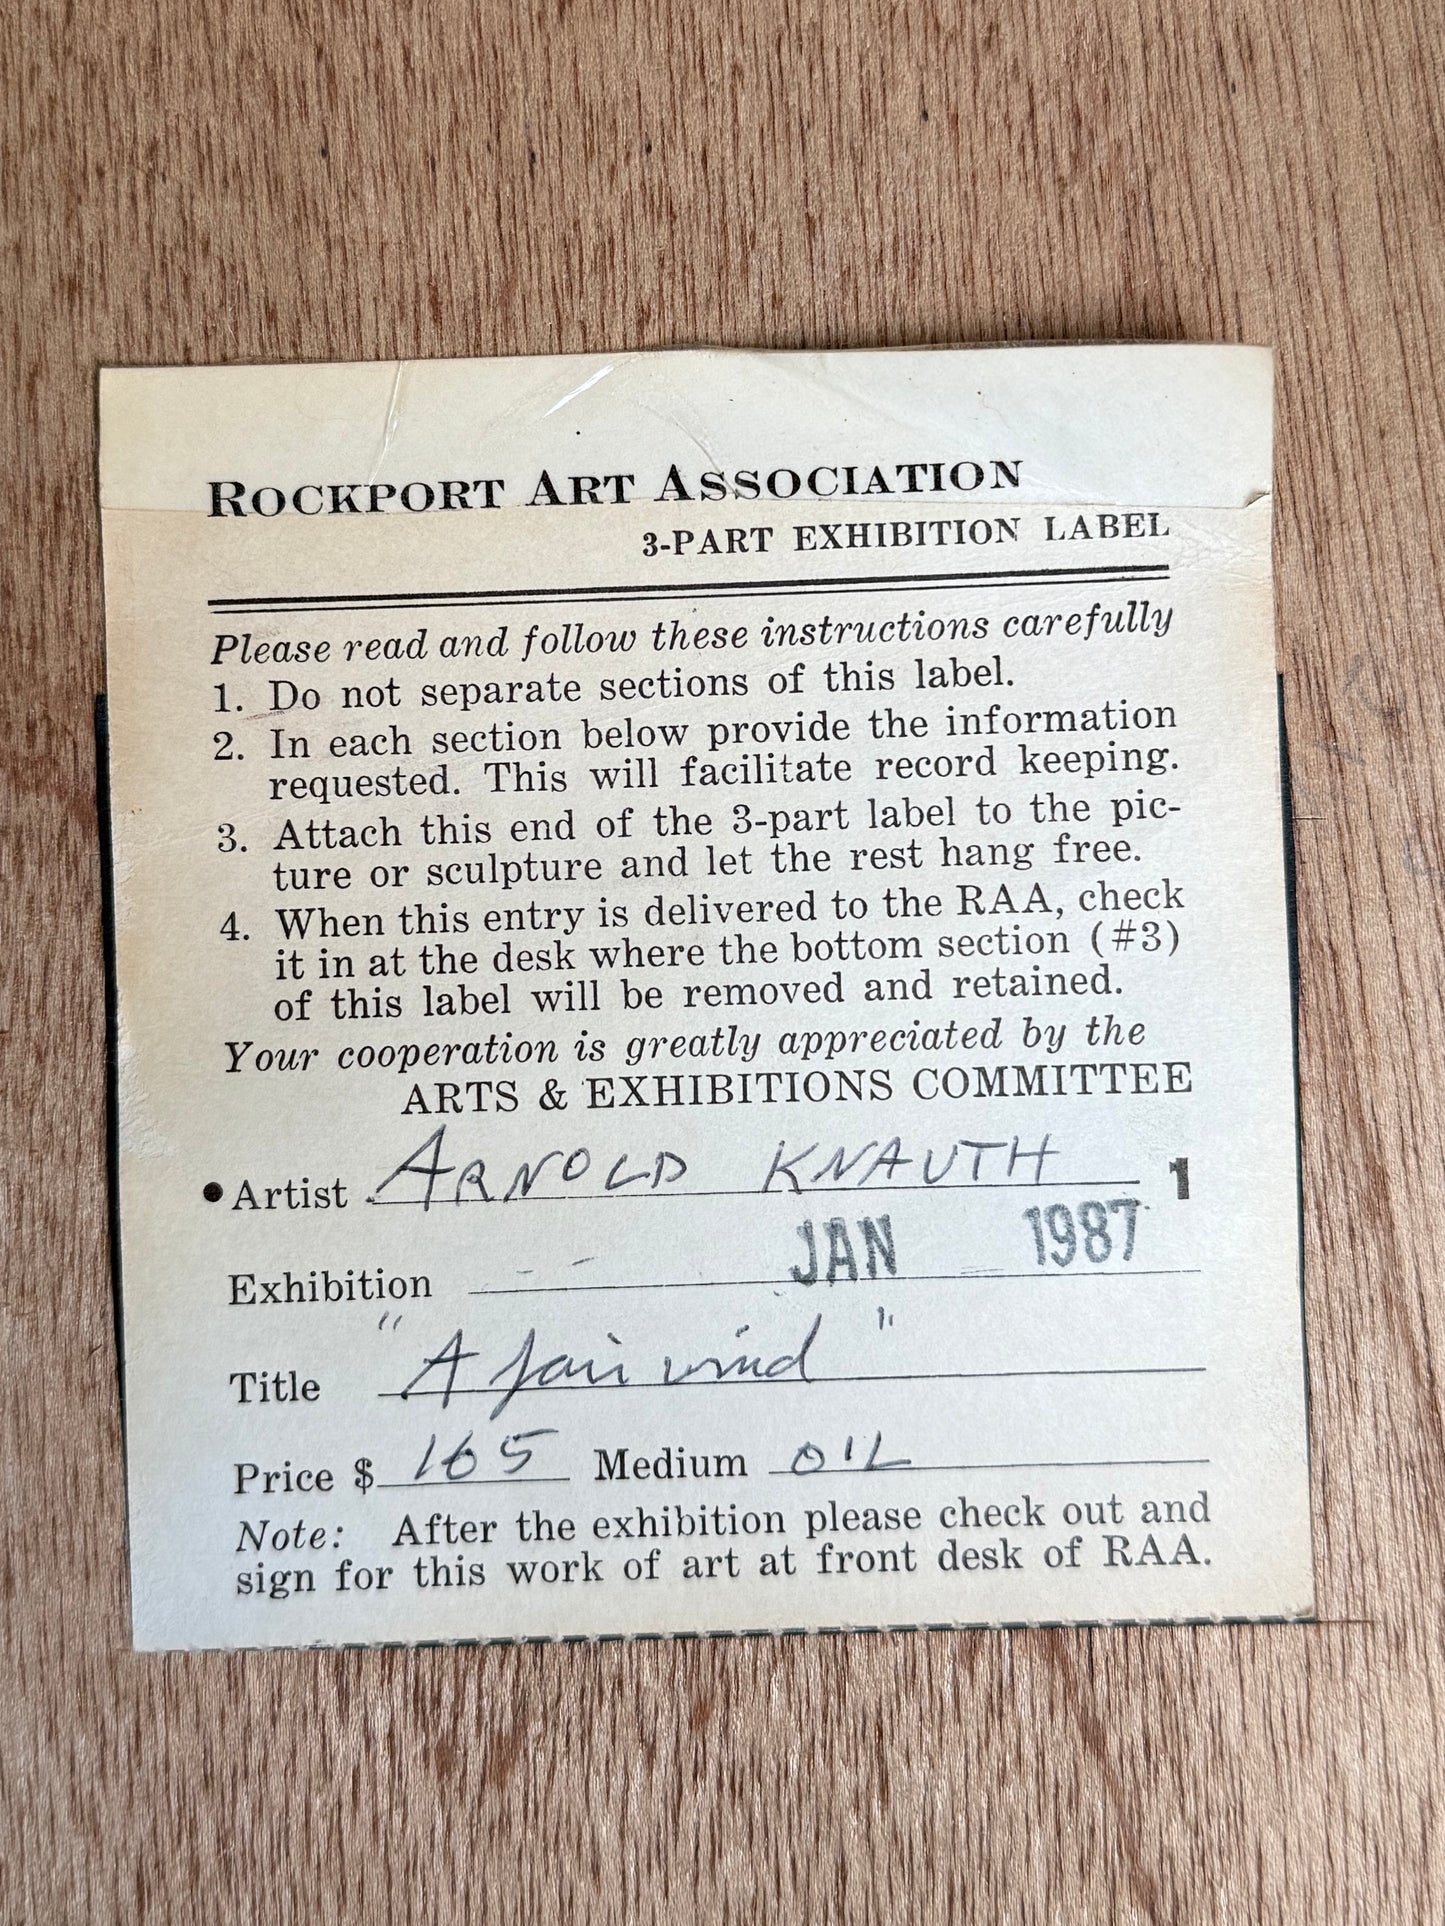 ROCKPORT ART ASSOCIATION
3-PART EXHIBITION LABEL
Please read and follow these instructions carefully
1. Do not separate sections of this label.
2. In each section below provide the information
requested. This will facilitate record keeping.
3. Attach this end of the 3-part label to the pic-
ture or sculpture and let the rest hang free.
4. When this entry is delivered to the RAA, check
it in at the desk where the bottom section (#3)
of this label will be removed and retained.
Your cooperation is greatly appreciated by the
ARTS & EXHIBITIONS COMMITTEE
• Artist ARNOLD KNAUTH 1
Exhibition JAN 1987
Title "A fair wind"
Price $ 165 Medium OIL
Note: After the exhibition please check out and
sign for this work of art at front desk of RAA.